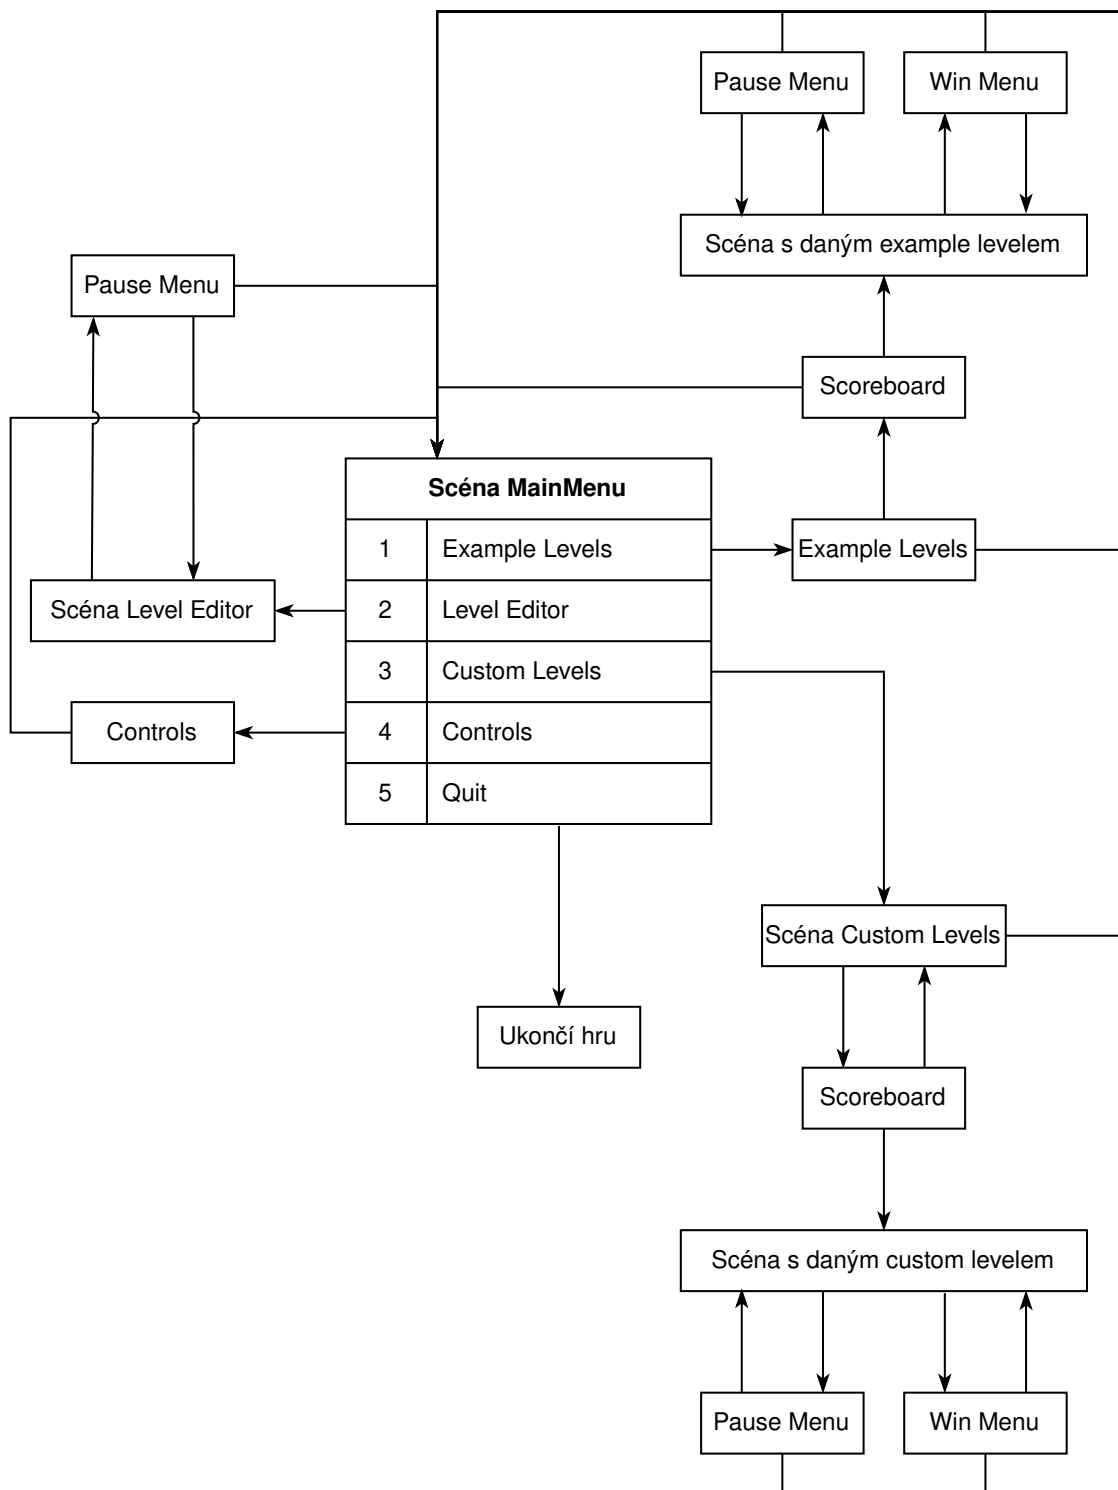 Pause Menu
Win Menu
Scéna s daným example levelem
Pause Menu
Scoreboard
Scéna MainMenu
1 Example Levels
Example Levels
Scéna Level Editor
2 Level Editor
3 Custom Levels
Controls
4 Controls
5 Quit
Scéna Custom Levels
Ukončí hru
Scoreboard
Scéna s daným custom levelem
Pause Menu
Win Menu